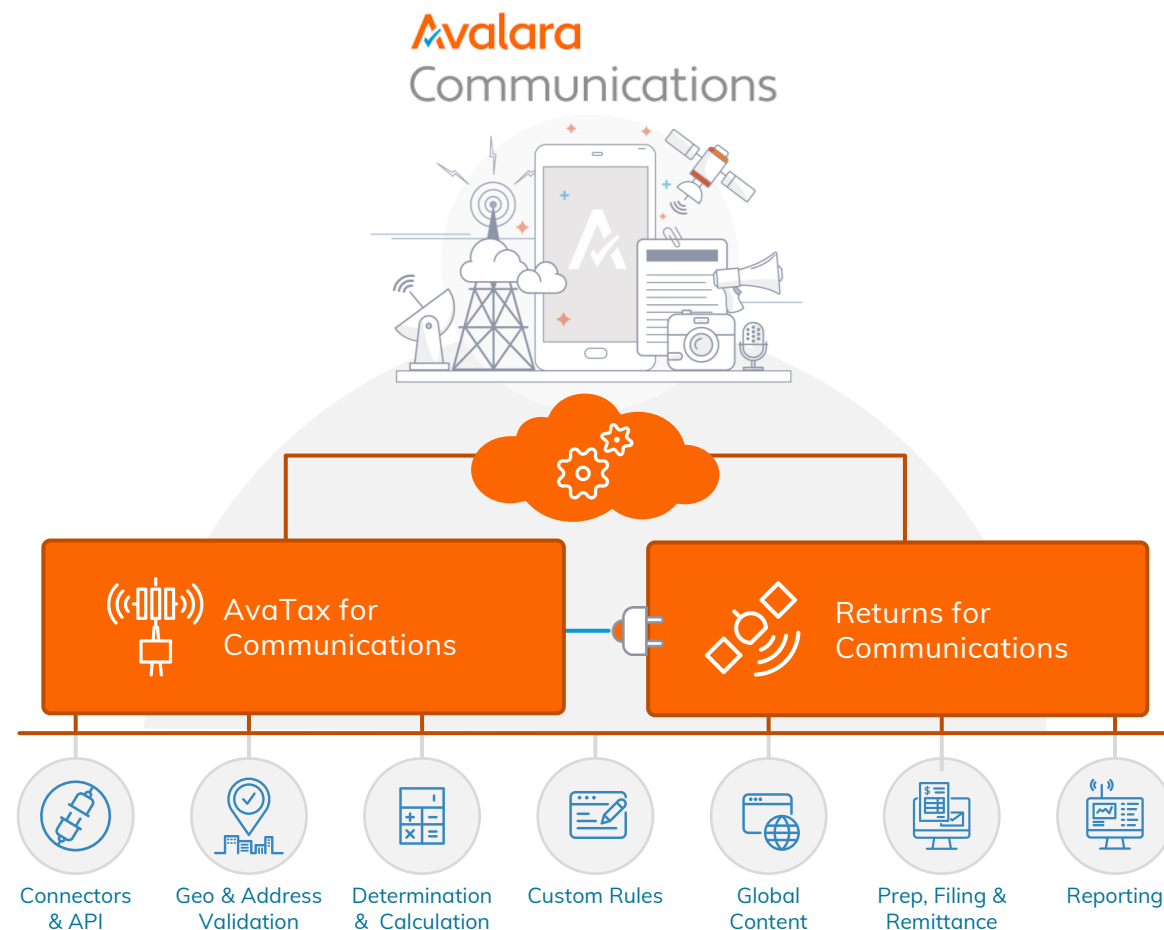 Avalara
Communications
AvaTax for
Communications
Returns for
Communications
Connectors
& API
Geo & Address
Validation
Determination
& Calculation
Custom Rules
Global
Content
Prep, Filing &
Remittance
Reporting